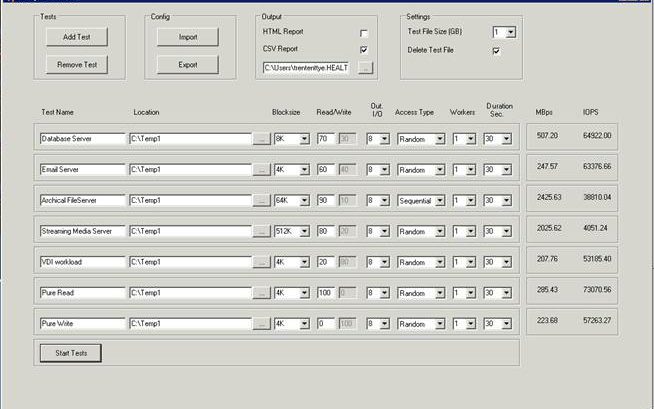 Tests Config Output Settings
Add Test Import HTML Report Test File Size (GB) 1
CSV Report Delete Test File
Remove Test Export C:\Users\trentenltye.HEALT ...
Test Name Location Blocksize Read/Write Out. I/O Access Type Workers Duration Sec. MBps IOPS
Database Server C:\Temp1 ... 8K 70 30 8 Random 1 30 507.20 64922.00
Email Server C:\Temp1 ... 4K 60 40 8 Random 1 30 247.57 63376.66
Archical FileServer C:\Temp1 ... 64K 90 10 8 Sequential 1 30 2425.63 38810.04
Streaming Media Server C:\Temp1 ... 512K 80 20 8 Random 1 30 2025.62 4051.24
VDI workload C:\Temp1 ... 4K 20 80 8 Random 1 30 207.76 53185.40
Pure Read C:\Temp1 ... 4K 100 0 8 Random 1 30 285.43 73070.56
Pure Write C:\Temp1 ... 4K 0 100 8 Random 1 30 223.68 57263.27
Start Tests